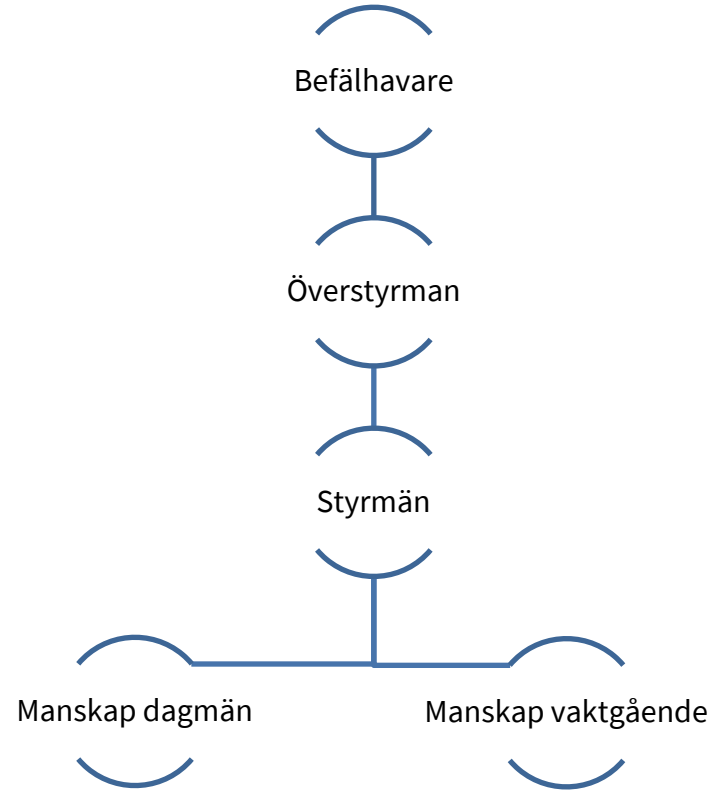 Befälhavare
Överstyrman
Styrmän
Manskap dagmän
Manskap vaktgående